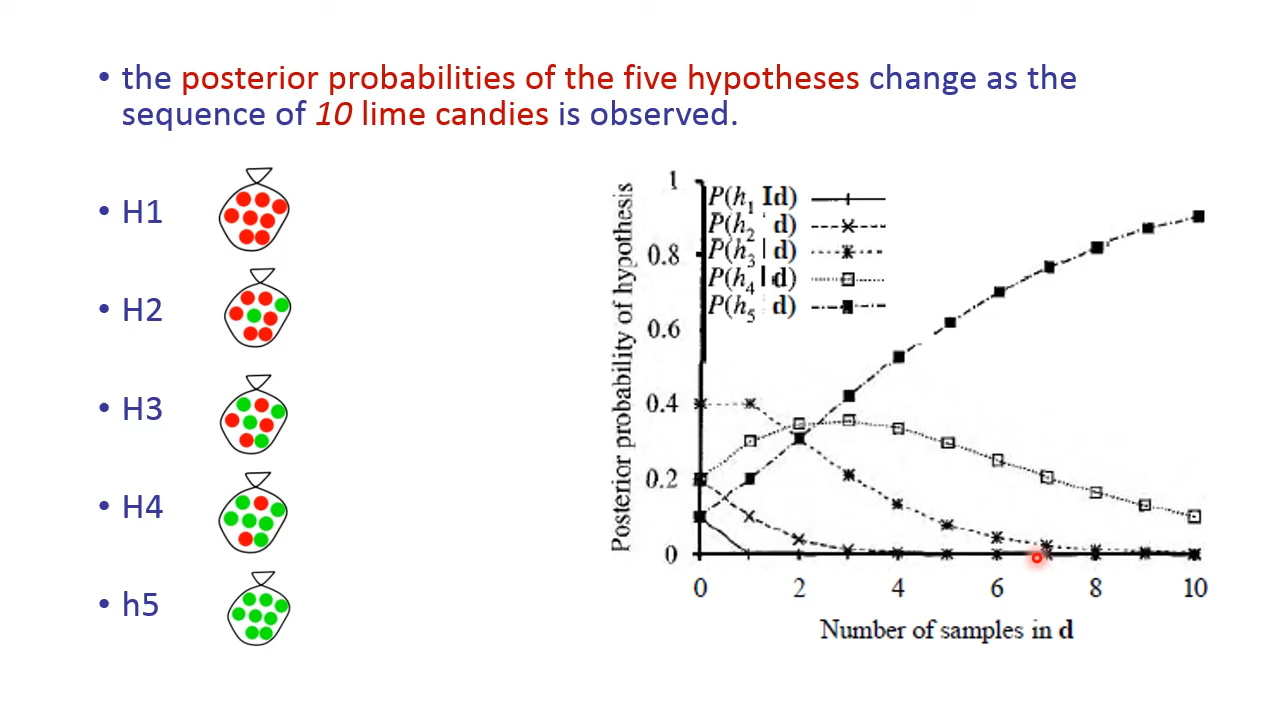 • the posterior probabilities of the five hypotheses change as the
sequence of 10 lime candies is observed.
• H1
• H2
• H3
• H4
• h5
Posterior probability of hypothesis
1
0.8
0.6
0.4
0.2
0
P(h1 Id)
P(h2 ' d)
P(h3 | d)
P(h4 | d)
P(h5 d)
0 2 4 6 8 10
Number of samples in d